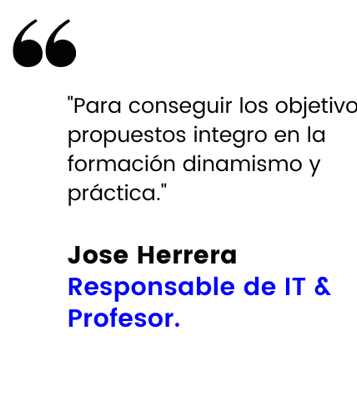 "Para conseguir los objetivo
propuestos integro en la
formación dinamismo y
práctica."
Jose Herrera
Responsable de IT &
Profesor.